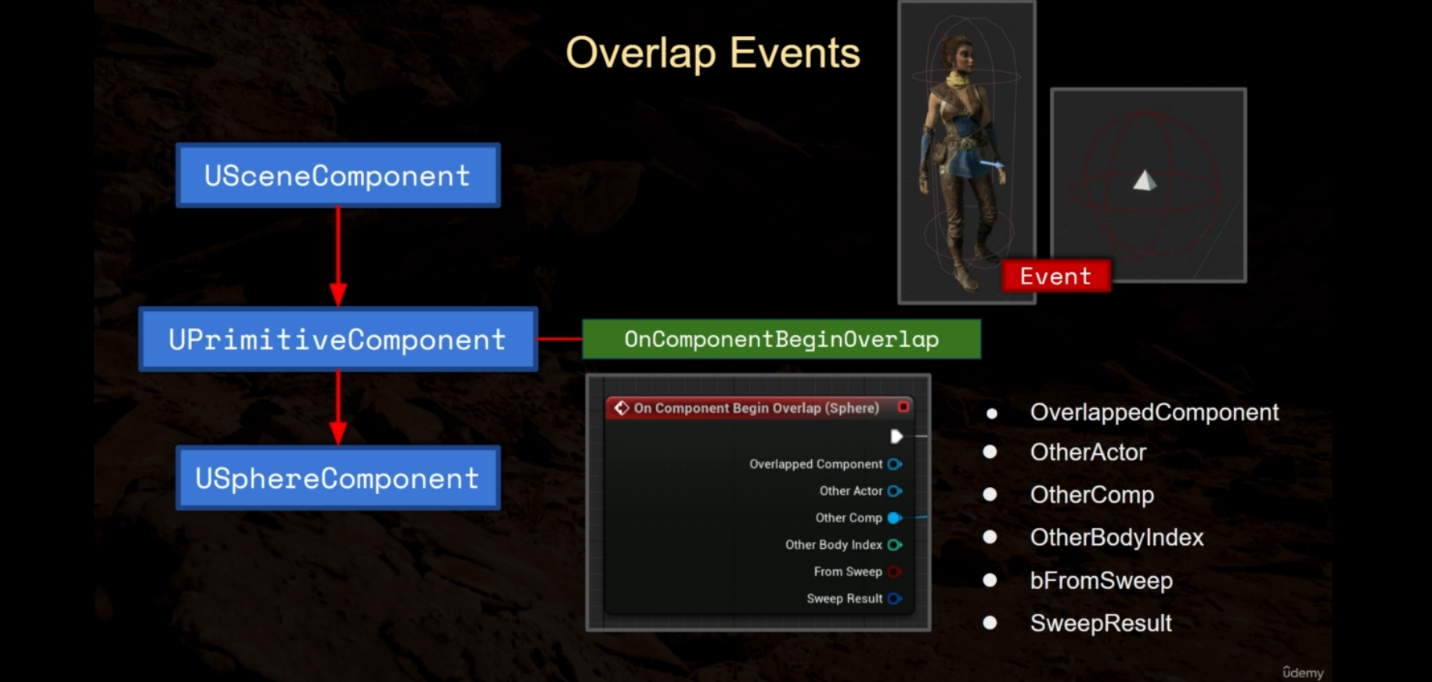 Overlap Events
USceneComponent
Event
UPrimitiveComponent
OnComponentBeginOverlap
USphereComponent
On Component Begin Overlap (Sphere)
Overlapped Component
Other Actor
Other Comp
Other Body Index
From Sweep
Sweep Result
OverlappedComponent
OtherActor
OtherComp
OtherBodyIndex
bFromSweep
SweepResult
ûdemy